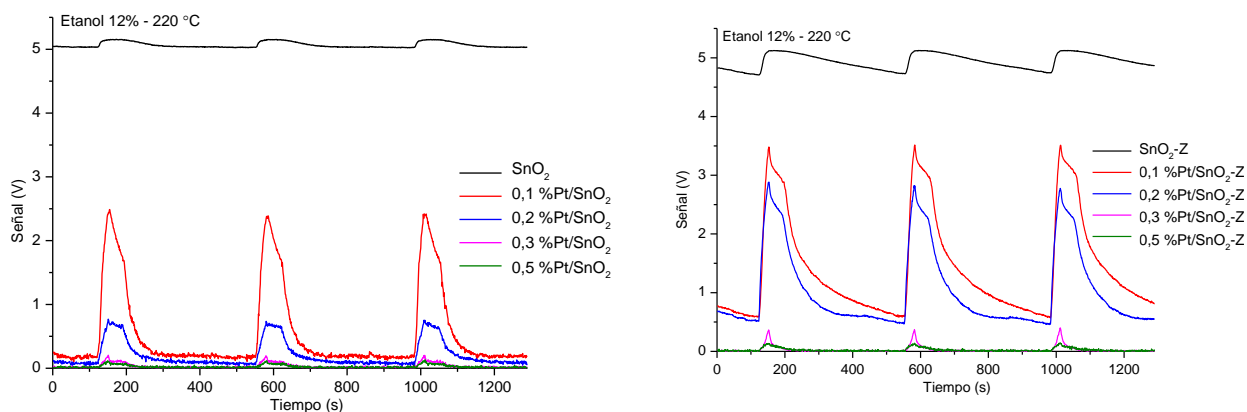 Etanol 12% - 220 °C
5
4
3
2
1
0
Señal (V)
SnO₂
0,1 %Pt/SnO₂
0,2 %Pt/SnO₂
0,3 %Pt/SnO₂
0,5 %Pt/SnO₂
0 200 400 600 800 1000 1200
Tiempo (s)
Etanol 12% - 220 °C
5
4
3
2
1
0
Señal (V)
SnO₂-Z
0,1 %Pt/SnO₂-Z
0,2 %Pt/SnO₂-Z
0,3 %Pt/SnO₂-Z
0,5 %Pt/SnO₂-Z
0 200 400 600 800 1000 1200
Tiempo (s)